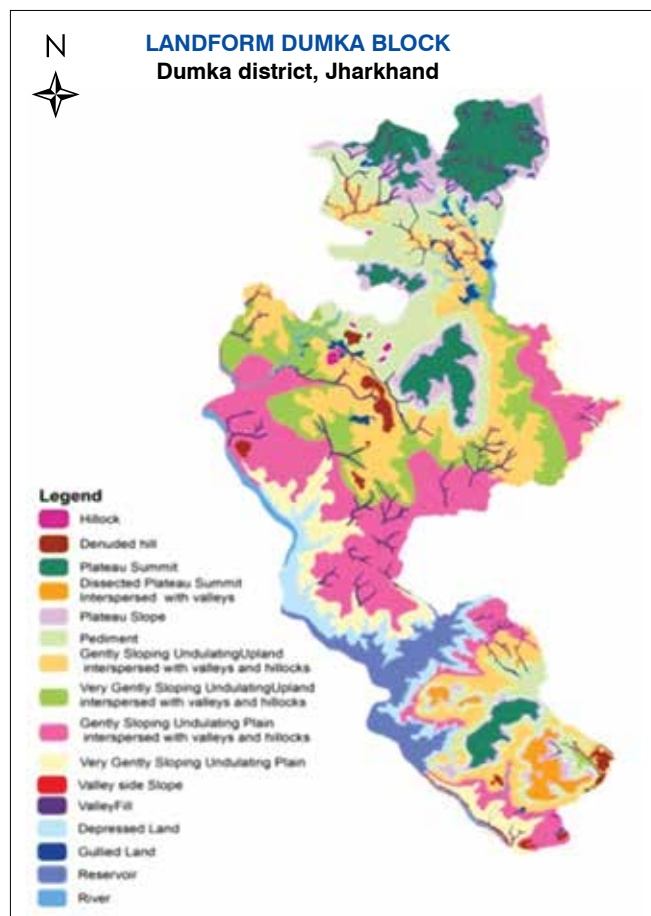 N
LANDFORM DUMKA BLOCK
Dumka district, Jharkhand
Legend
Hillock
Denuded hill
Plateau Summit
Dissected Plateau Summit
Interspersed with valleys
Plateau Slope
Pediment
Gently Sloping UndulatingUpland
interspersed with valleys and hillocks
Very Gently Sloping UndulatingUpland
interspersed with valleys and hillocks
Gently Sloping Undulating Plain
interspersed with valleys and hillocks
Very Gently Sloping Undulating Plain
Valley side Slope
ValleyFill
Depressed Land
Gullied Land
Reservoir
River